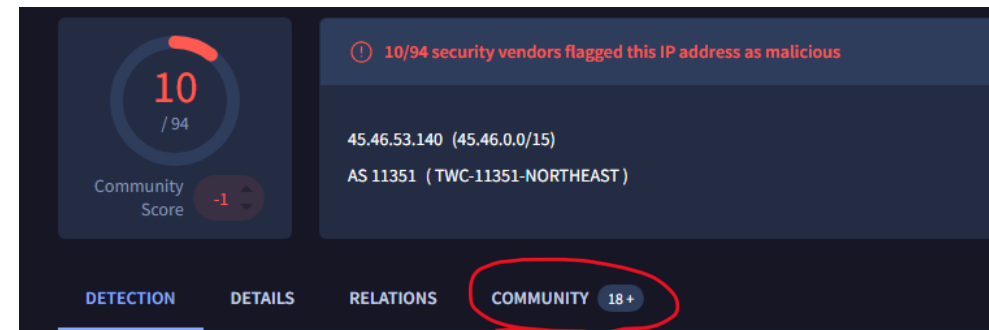 10
/ 94
Community
Score
-1
10/94 security vendors flagged this IP address as malicious
45.46.53.140 (45.46.0.0/15)
AS 11351 ( TWC-11351-NORTHEAST )
DETECTION DETAILS RELATIONS COMMUNITY 18 +